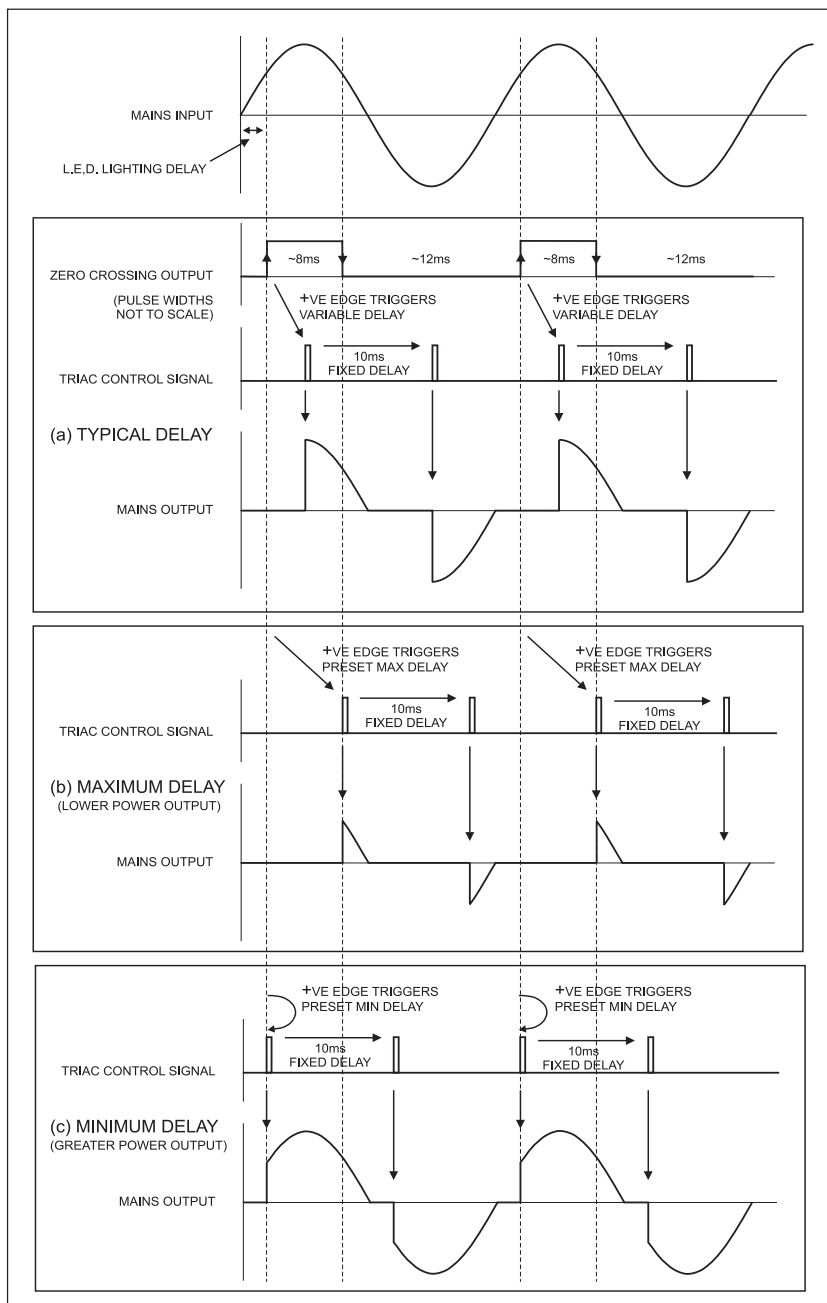 MAINS INPUT
L.E,D. LIGHTING DELAY
ZERO CROSSING OUTPUT
~8ms
~12ms
~8ms
~12ms
(PULSE WIDTHS
NOT TO SCALE)
+VE EDGE TRIGGERS
VARIABLE DELAY
+VE EDGE TRIGGERS
VARIABLE DELAY
TRIAC CONTROL SIGNAL
10ms
FIXED DELAY
10ms
FIXED DELAY
(a) TYPICAL DELAY
MAINS OUTPUT
+VE EDGE TRIGGERS
PRESET MAX DELAY
+VE EDGE TRIGGERS
PRESET MAX DELAY
TRIAC CONTROL SIGNAL
10ms
FIXED DELAY
10ms
FIXED DELAY
(b) MAXIMUM DELAY
(LOWER POWER OUTPUT)
MAINS OUTPUT
+VE EDGE TRIGGERS
PRESET MIN DELAY
+VE EDGE TRIGGERS
PRESET MIN DELAY
TRIAC CONTROL SIGNAL
10ms
FIXED DELAY
10ms
FIXED DELAY
(c) MINIMUM DELAY
(GREATER POWER OUTPUT)
MAINS OUTPUT